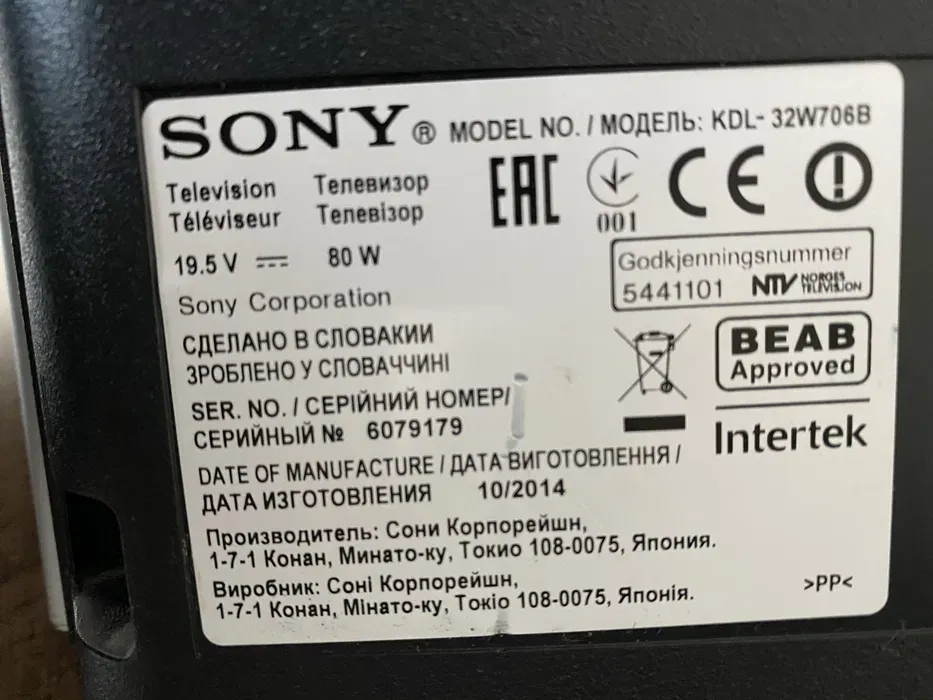 SONY® MODEL NO. / МОДЕЛЬ: KDL- 32W706B
Television Телевизор
Téléviseur Телевізор
19.5 V 80 W
Sony Corporation
СДЕЛАНО В СЛОВАКИИ
ЗРОБЛЕНО У СЛОВАЧЧИНІ
SER. NO. / СЕРІЙНИЙ НОМЕР/
СЕРИЙНЫЙ № 6079179
DATE OF MANUFACTURE / ДАТА ВИГОТОВЛЕННЯ /
ДАТА ИЗГОТОВЛЕНИЯ 10/2014
Производитель: Сони Корпорейшн,
1-7-1 Конан, Минато-ку, Токио 108-0075, Япония.
Виробник: Соні Корпорейшн,
1-7-1 Конан, Мінато-ку, Токіо 108-0075, Японія.
EAC
001
CE
Godkjenningsnummer
5441101 NTV NORGES
TELEVISJON
BEAB
Approved
Intertek
>PP<